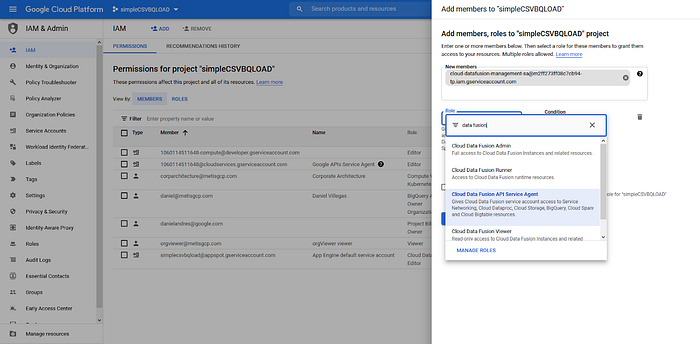 Google Cloud Platform
simpleCSVBQLOAD
IAM & Admin
IAM
Identity & Organization
Policy Troubleshooter
Policy Analyzer
Organization Policies
Service Accounts
Workload Identity Federat...
Labels
Tags
Settings
Privacy & Security
Identity-Aware Proxy
Roles
Audit Logs
Essential Contacts
Groups
Early Access Center
Manage resources
IAM
ADD
REMOVE
PERMISSIONS
RECOMMENDATIONS HISTORY
Permissions for project "simpleCSVBQLOAD"
These permissions affect this project and all of its resources. Learn more
View by: MEMBERS ROLES
Filter Enter property name or value
Type Member Name Role
1060114511648-compute@developer.gserviceaccount.com Editor
1060114511648@cloudservices.gserviceaccount.com Google APIs Service Agent Editor
corparchitecture@metisgcp.com Corporate Architecture Compute
Owner
daniel@metisgcp.com Daniel Villegas BigQuery A
Owner
Organizatio
danielandres@google.com Project Bill
Owner
orgviewer@metisgcp.com orgViewer metisgcp Viewer
simplecsvbqload@appspot.gserviceaccount.com App Engine default service account Cloud Data
Editor
Add members to "simpleCSVBQLOAD"
Add members, roles to "simpleCSVBQLOAD" project
Enter one or more members below. Then select a role for these members to grant them
access to your resources. Multiple roles allowed. Learn more
New members
cloud-datafusion-management-sa@m2ff273ff08c7cb94-
tp.iam.gserviceaccount.com
Role
Condition
data fusion
Cloud Data Fusion Admin
Full access to Cloud Data Fusion Instances and related resources.
Cloud Data Fusion Runner
Access to Cloud Data Fusion runtime resources.
Cloud Data Fusion API Service Agent
Gives Cloud Data Fusion service account access to Service
Networking, Cloud Dataproc, Cloud Storage, BigQuery, Cloud Spanr
and Cloud Bigtable resources.
Cloud Data Fusion Viewer
Read-only access to Cloud Data Fusion Instances and related
MANAGE ROLES
ole for "simpleCSVBQLOAD"